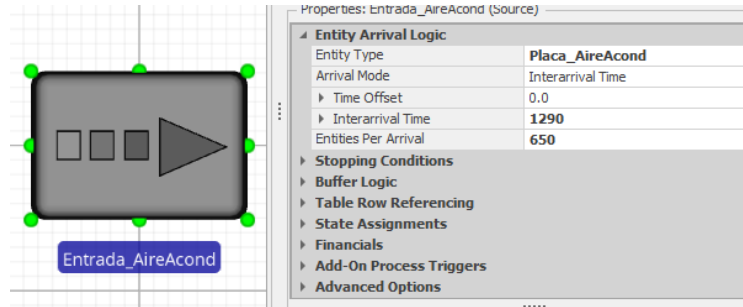 Properties: Entrada_AireAcond (Source)
Entity Arrival Logic
Entity Type Placa_AireAcond
Arrival Mode Interarrival Time
Time Offset 0.0
Interarrival Time 1290
Entities Per Arrival 650
Stopping Conditions
Buffer Logic
Table Row Referencing
State Assignments
Financials
Add-On Process Triggers
Advanced Options
Entrada_AireAcond